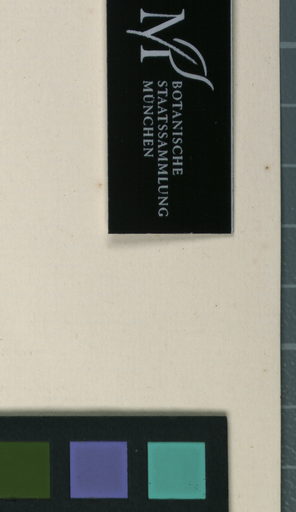 M
BOTANISCHE
STAATSSAMMLUNG
MÜNCHEN